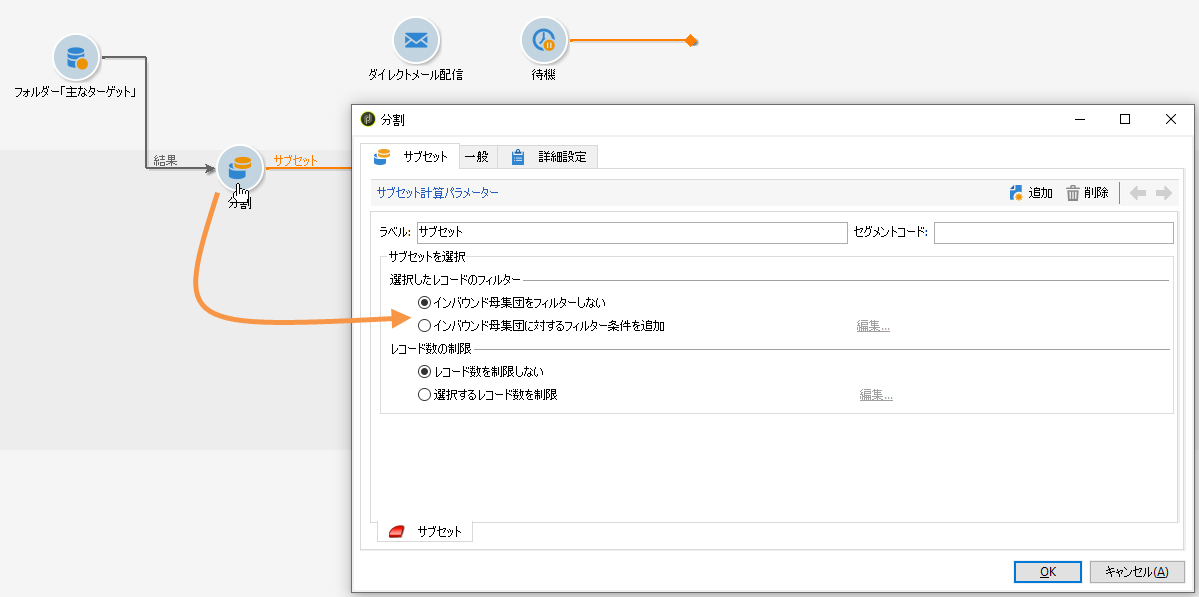 フォルダー「主なターゲット」
ダイレクトメール配信
待機
結果
分割
サブセット
分割
サブセット 一般 詳細設定
サブセット計算パラメーター 追加 削除
ラベル: サブセット セグメントコード:
サブセットを選択
選択したレコードのフィルター
インバウンド母集団をフィルターしない
インバウンド母集団に対するフィルター条件を追加 編集...
レコード数の制限
レコード数を制限しない
選択するレコード数を制限 編集...
サブセット
OK キャンセル(A)